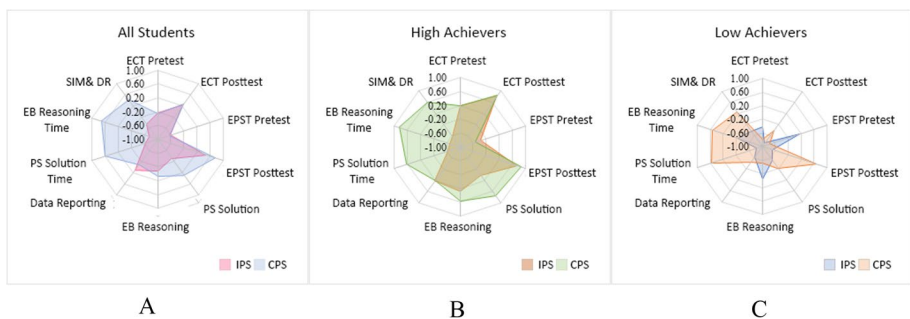 All Students
ECT Pretest
1.00
0.60
0.20
-0.20
-0.60
-1.00
ECT Posttest
EPST Pretest
EPST Posttest
PS Solution
EB Reasoning
Data Reporting
PS Solution
Time
EB Reasoning
Time
SIM& DR
IPS CPS
High Achievers
ECT Pretest
1.00
0.60
0.20
-0.20
-0.60
-1.00
ECT Posttest
EPST Pretest
EPST Posttest
PS Solution
EB Reasoning
Data Reporting
PS Solution
Time
EB Reasoning
Time
SIM& DR
IPS CPS
Low Achievers
ECT Pretest
1.00
0.60
0.20
-0.20
-0.60
-1.00
ECT Posttest
EPST Pretest
EPST Posttest
PS Solution
EB Reasoning
Data Reporting
PS Solution
Time
EB Reasoning
Time
SIM& DR
IPS CPS
A
B
C